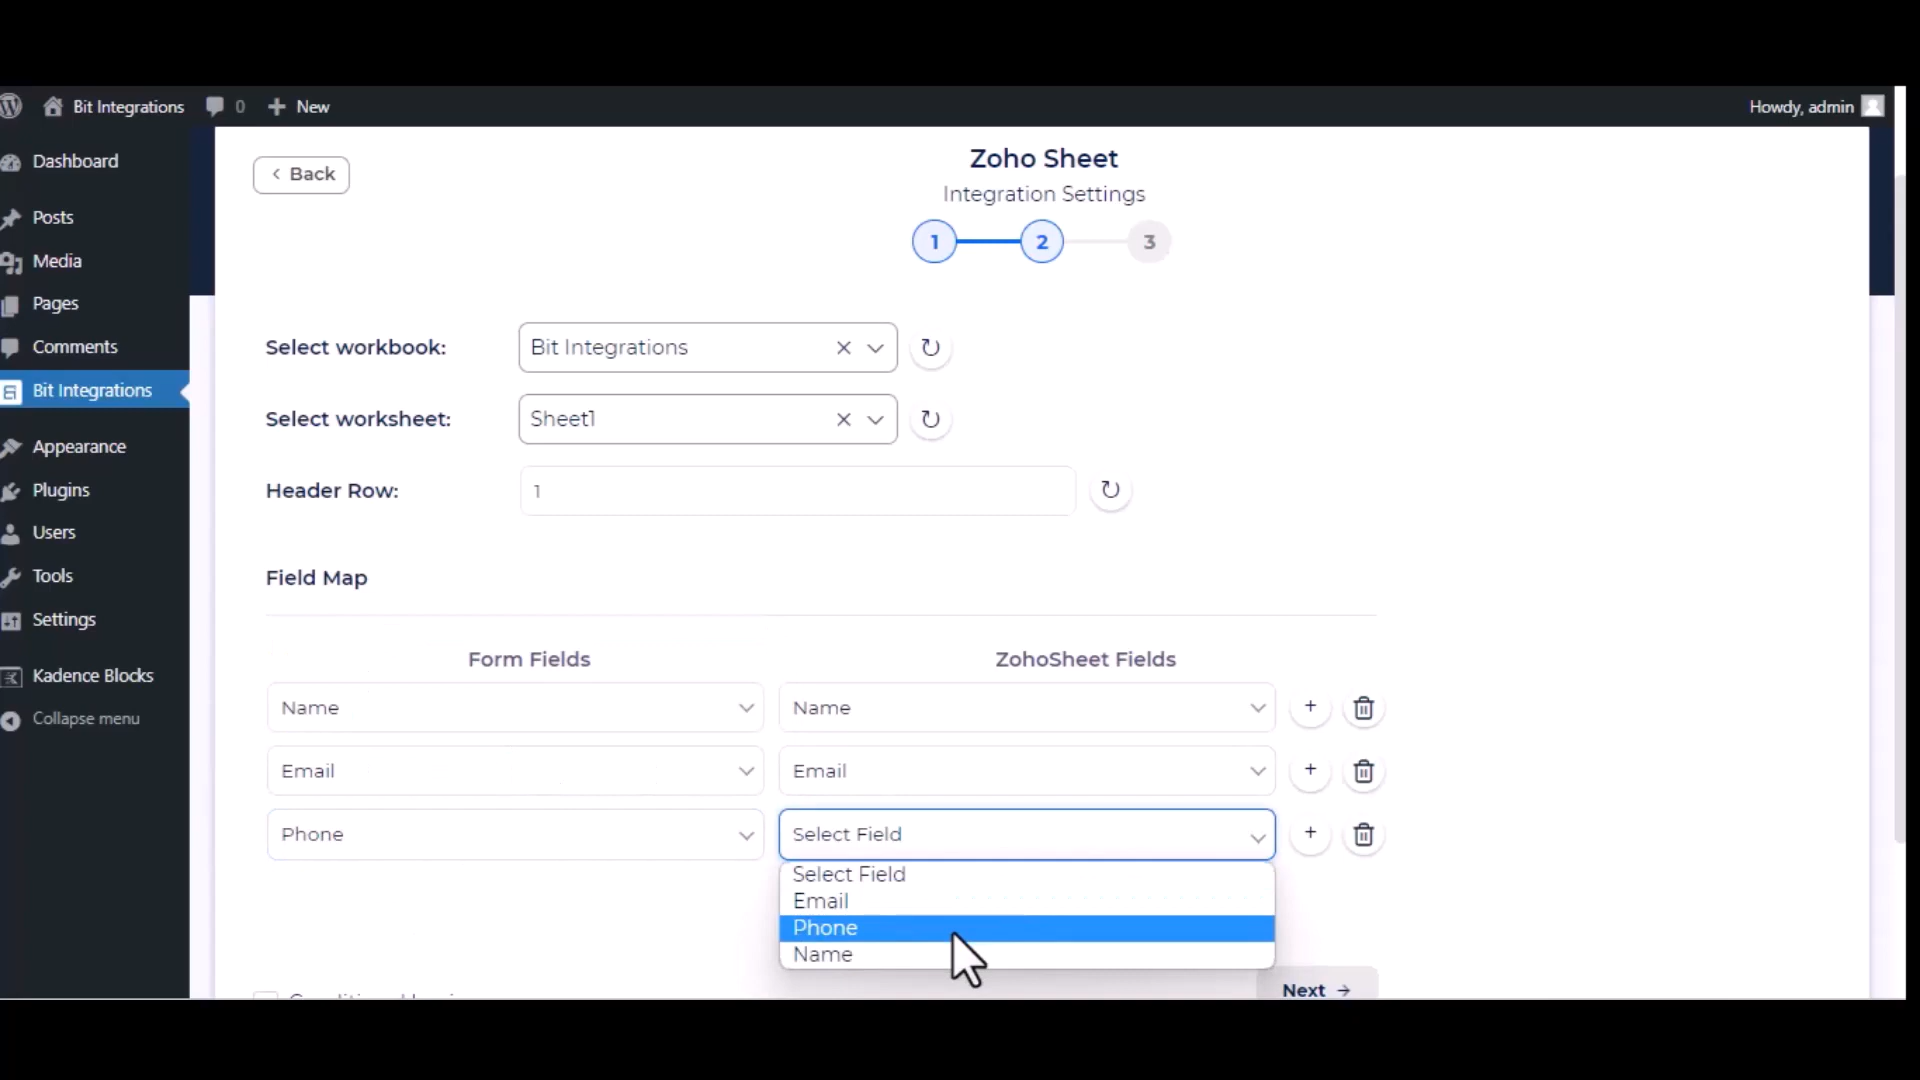 Bit Integrations 0 New Howdy, admin
Dashboard
Posts
Media
Pages
Comments
Bit Integrations
Appearance
Plugins
Users
Tools
Settings
Kadence Blocks
Collapse menu
Back
Zoho Sheet
Integration Settings
1 2 3
Select workbook: Bit Integrations
Select worksheet: Sheet1
Header Row: 1
Field Map
Form Fields ZohoSheet Fields
Name Name
Email Email
Phone Select Field
Select Field
Email
Phone
Name
Next